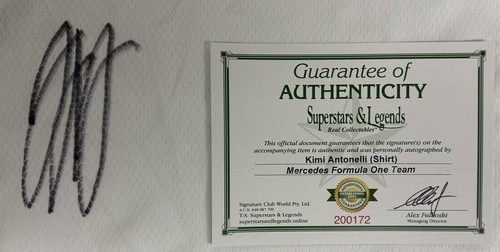 Guarantee of
AUTHENTICITY
Superstars & Legends
Real Collectables
This official document guarantees that the signature(s) on the
accompanying item is authentic and was personally autographed by
Kimi Antonelli (Shirt)
Mercedes Formula One Team
Signature Club World Pty. Ltd.
T/A Superstars & Legends
superstarsandlegends.online
200172
Managing Director